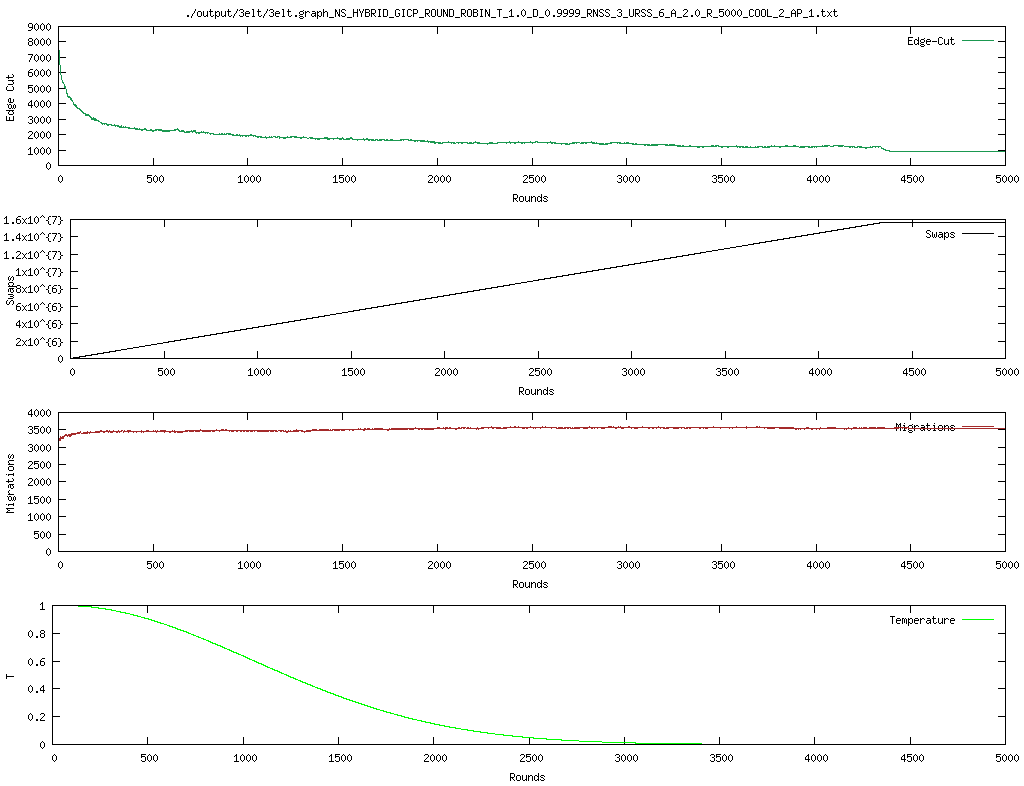 ./output/3elt/3elt.graph_NS_HYBRID_GICP_ROUND_ROBIN_T_1.0_D_0.9999_RNSS_3_URSS_6_A_2.0_R_5000_COOL_2_AP_1.txt
9000
8000
7000
6000
5000
4000
3000
2000
1000
0
Edge Cut
Edge-Cut
0 500 1000 1500 2000 2500 3000 3500 4000 4500 5000
Rounds
1.6x10^{7}
1.4x10^{7}
1.2x10^{7}
1x10^{7}
8x10^{6}
6x10^{6}
4x10^{6}
2x10^{6}
0
Swaps
Swaps
0 500 1000 1500 2000 2500 3000 3500 4000 4500 5000
Rounds
4000
3500
3000
2500
2000
1500
1000
500
0
Migrations
Migrations
0 500 1000 1500 2000 2500 3000 3500 4000 4500 5000
Rounds
1
0.8
0.6
0.4
0.2
0
T
Temperature
0 500 1000 1500 2000 2500 3000 3500 4000 4500 5000
Rounds